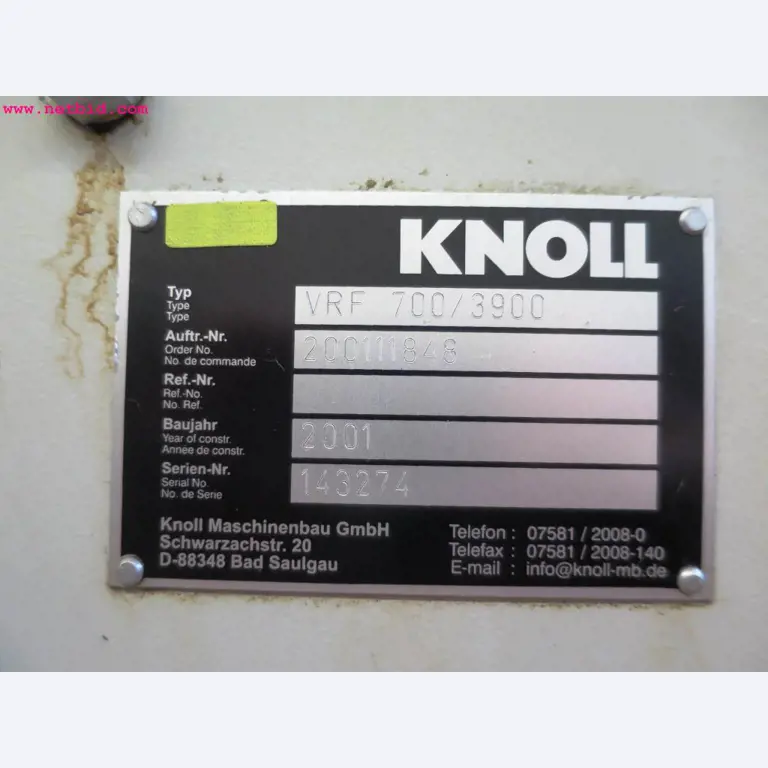 www.netbid.com
KNOLL
Typ
Type
Type
VRF 700/3900
Auftr.-Nr.
Order No.
No. de commande
200111848
Ref.-Nr.
Ref.-No.
No. Ref.
Baujahr
Year of constr.
Année de constr.
2001
Serien-Nr.
Serial No.
No. de Serie
143274
Knoll Maschinenbau GmbH
Schwarzachstr. 20
D-88348 Bad Saulgau
Telefon : 07581 / 2008-0
Telefax : 07581 / 2008-140
E-mail : info@knoll-mb.de